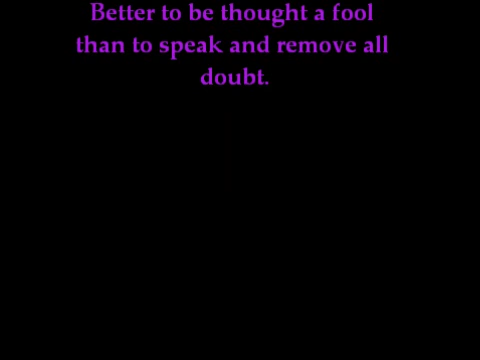 Better to be thought a fool
than to speak and remove all
doubt.